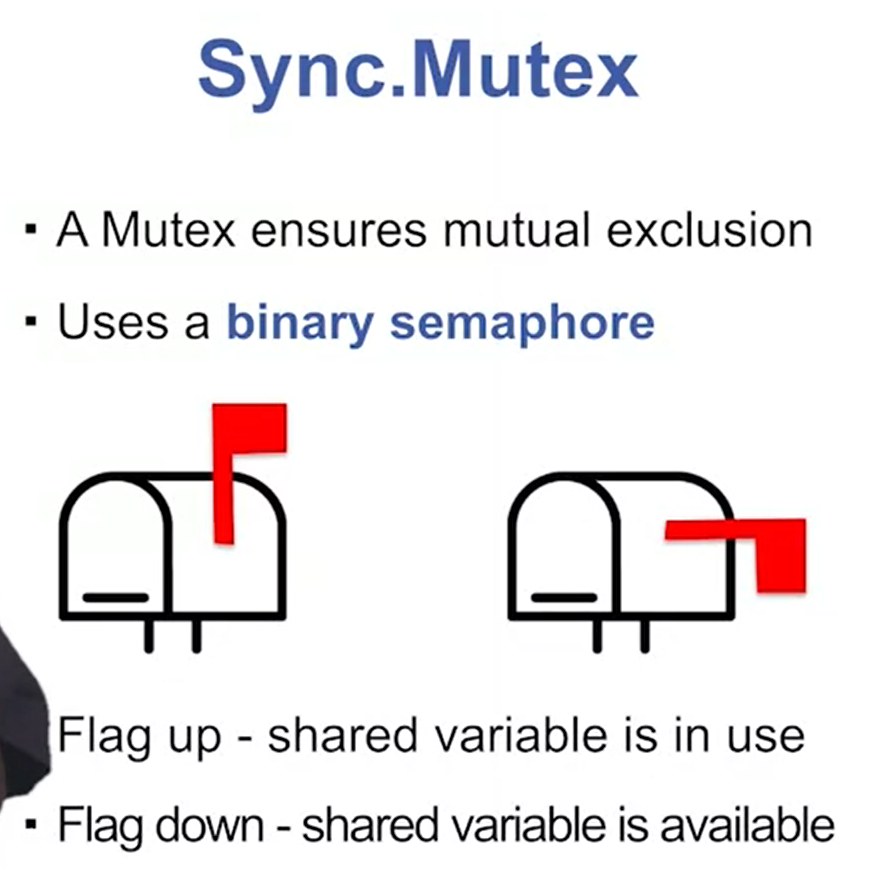 Sync.Mutex
▪ A Mutex ensures mutual exclusion
▪ Uses a binary semaphore
Flag up - shared variable is in use
▪ Flag down - shared variable is available